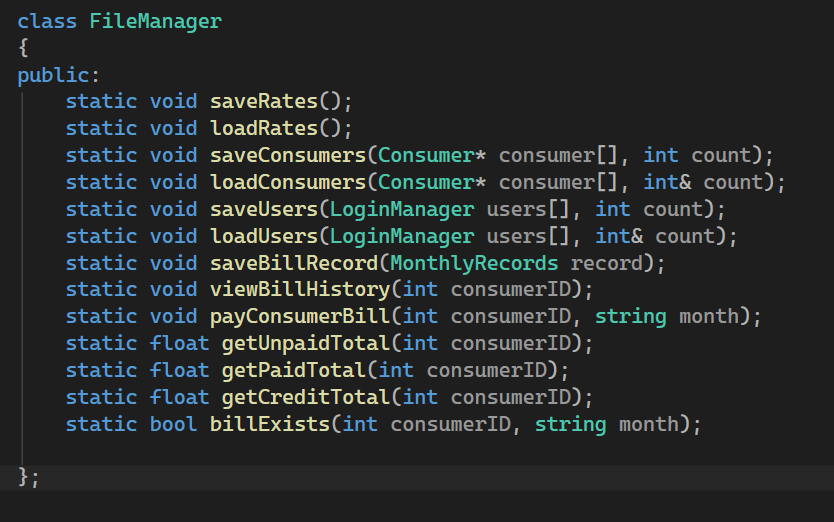 class FileManager
{
public:
    static void saveRates();
    static void loadRates();
    static void saveConsumers(Consumer* consumer[], int count);
    static void loadConsumers(Consumer* consumer[], int& count);
    static void saveUsers(LoginManager users[], int count);
    static void loadUsers(LoginManager users[], int& count);
    static void saveBillRecord(MonthlyRecords record);
    static void viewBillHistory(int consumerID);
    static void payConsumerBill(int consumerID, string month);
    static float getUnpaidTotal(int consumerID);
    static float getPaidTotal(int consumerID);
    static float getCreditTotal(int consumerID);
    static bool billExists(int consumerID, string month);
};